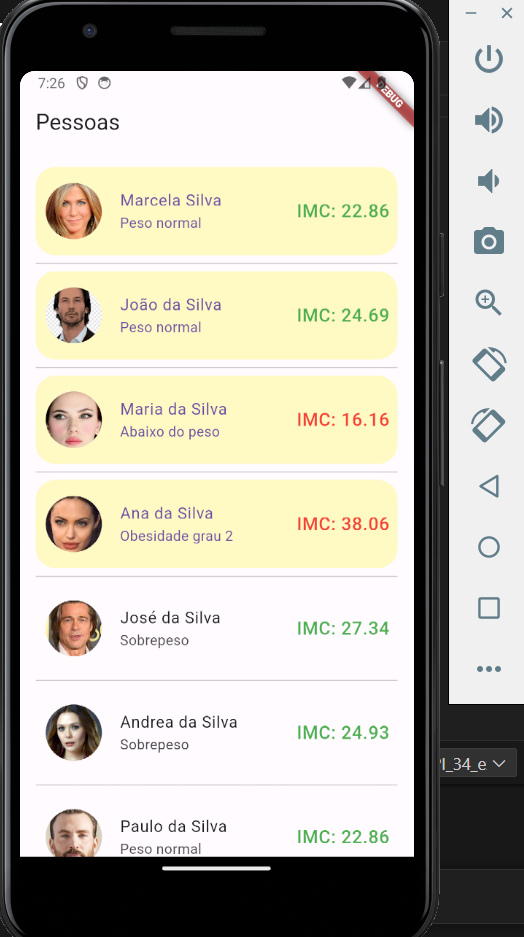 7:26
Pessoas
Marcela Silva
Peso normal
IMC: 22.86
João da Silva
Peso normal
IMC: 24.69
Maria da Silva
Abaixo do peso
IMC: 16.16
Ana da Silva
Obesidade grau 2
IMC: 38.06
José da Silva
Sobrepeso
IMC: 27.34
Andrea da Silva
Sobrepeso
IMC: 24.93
Paulo da Silva
Peso normal
IMC: 22.86